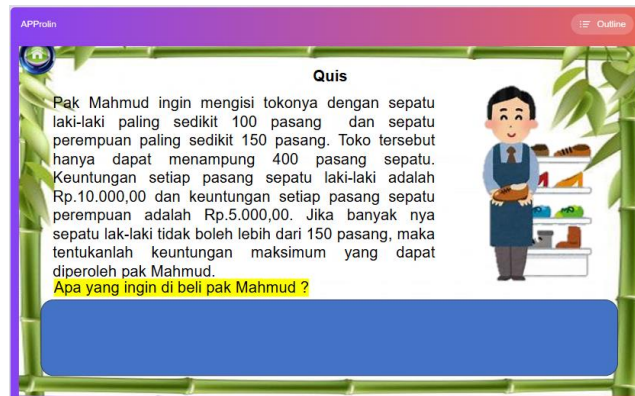 APProlin
Outline
Quis
Pak Mahmud ingin mengisi tokonya dengan sepatu
laki-laki paling sedikit 100 pasang dan sepatu
perempuan paling sedikit 150 pasang. Toko tersebut
hanya dapat menampung 400 pasang sepatu.
Keuntungan setiap pasang sepatu laki-laki adalah
Rp.10.000,00 dan keuntungan setiap pasang sepatu
perempuan adalah Rp.5.000,00. Jika banyak nya
sepatu lak-laki tidak boleh lebih dari 150 pasang, maka
tentukanlah keuntungan maksimum yang dapat
diperoleh pak Mahmud.
Apa yang ingin di beli pak Mahmud ?